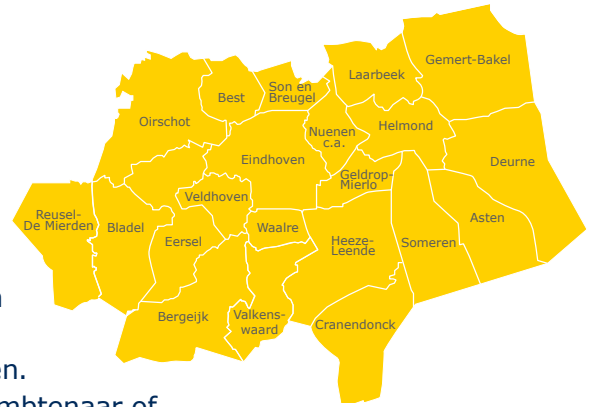 Gemert-Bakel
Laarbeek
Son en
Breugel
Best
Oirschot
Nuenen
c.a.
Helmond
Eindhoven
Deurne
Geldrop-
Mierlo
Veldhoven
Reusel-
De Mierden
Bladel
Eersel
Waalre
Heeze-
Leende
Someren
Asten
Bergeijk
Valkens-
waard
Cranendonck
en.